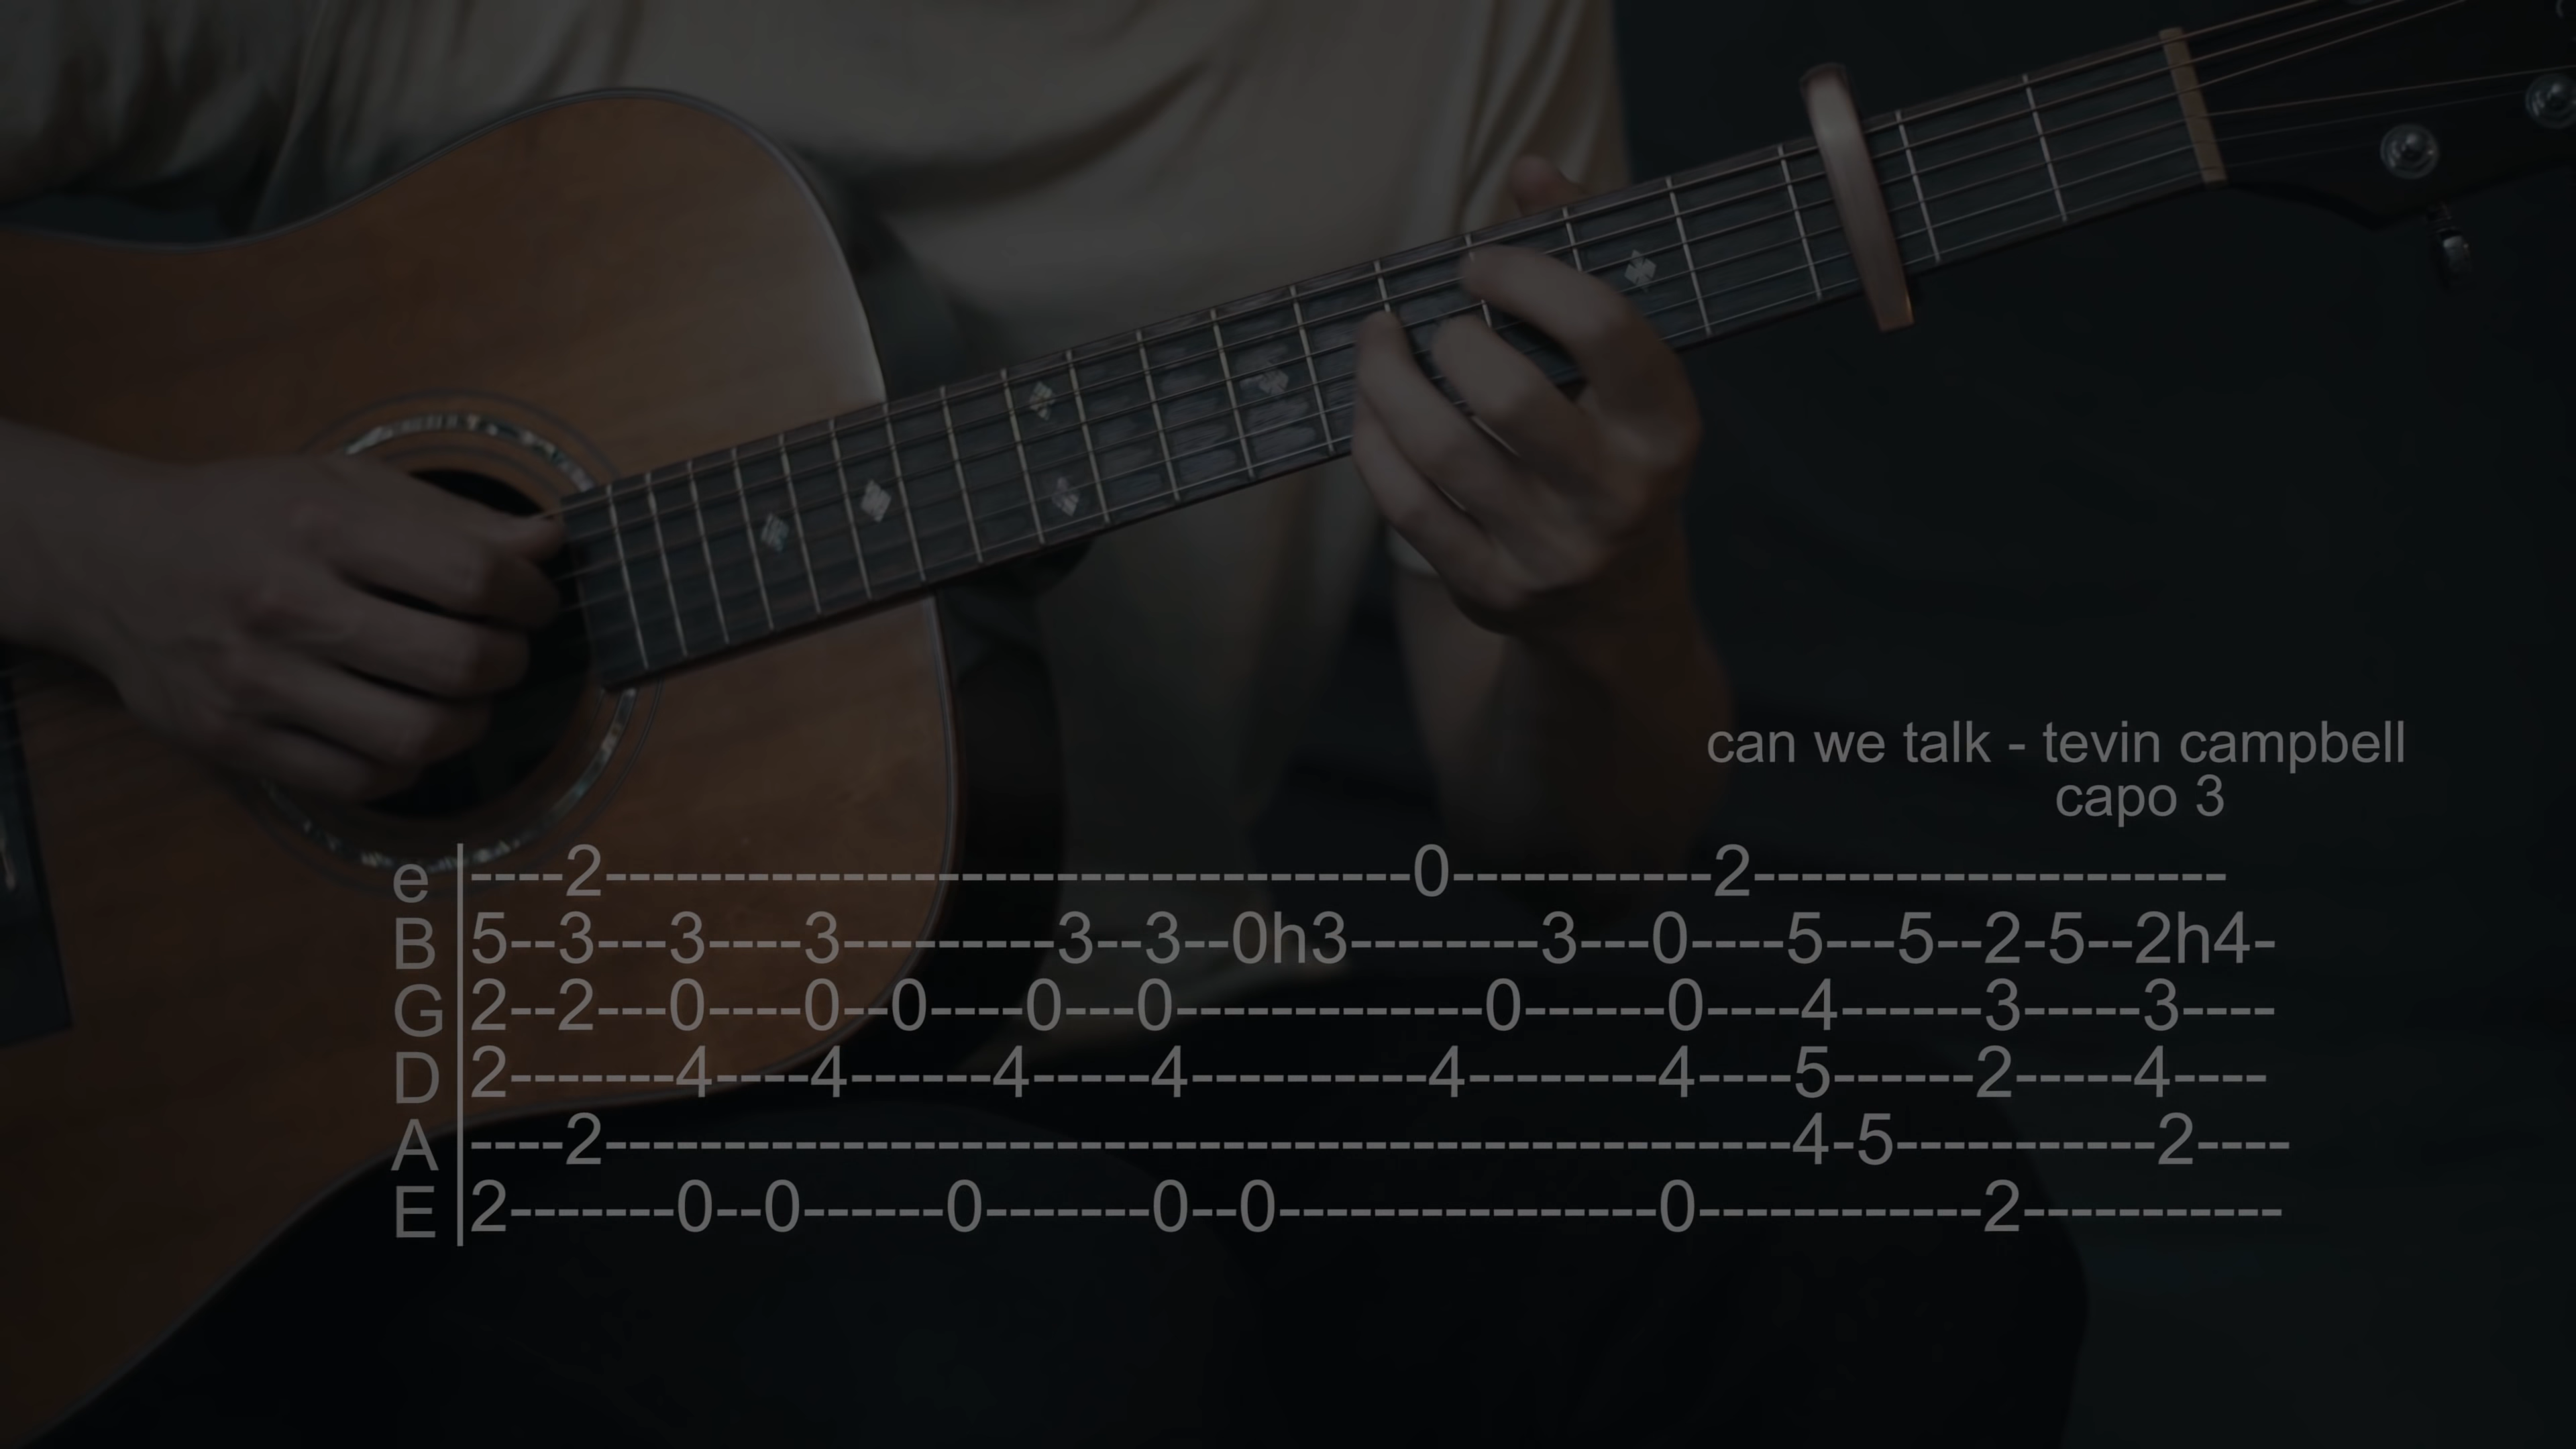 can we talk - tevin campbell
capo 3
e|----2-----------------------------------0-----------2--------------------
B|5--3---3----3---------3--3--0h3--------3---0----5---5--2-5--2h4-
G|2--2---0----0--0----0---0-------------0------0----4------3-----3----
D|2-------4----4------4-----4----------4--------4----5------2-----4----
A|----2---------------------------------------------------4-5-----------2----
E|2-------0--0------0-------0--0----------------0------------2-----------